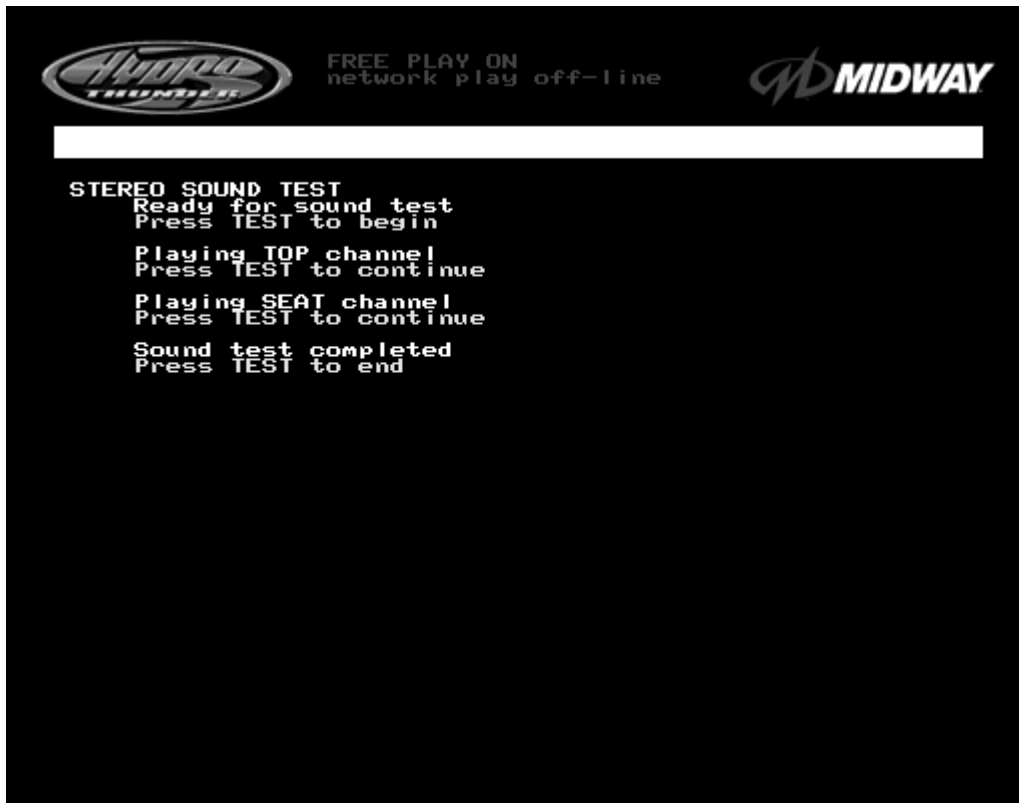 HYDRO
THUNDER
FREE PLAY ON
network play off-line
MIDWAY
STEREO SOUND TEST
Ready for sound test
Press TEST to begin
Playing TOP channel
Press TEST to continue
Playing SEAT channel
Press TEST to continue
Sound test completed
Press TEST to end